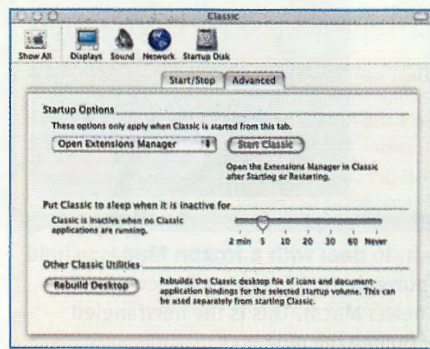 Classic
Show All Displays Sound Network Startup Disk
Start/Stop Advanced
Startup Options
These options only apply when Classic is started from this tab.
Open Extensions Manager Start Classic
Open the Extensions Manager in Classic
after Starting or Restarting.
Put Classic to sleep when it is inactive for
Classic is inactive when no Classic
applications are running.
2 min 5 10 20 30 60 Never
Other Classic Utilities
Rebuild Desktop
Rebuilds the Classic desktop file of icons and document-
application bindings for the selected startup volume. This can
be used separately from starting Classic.